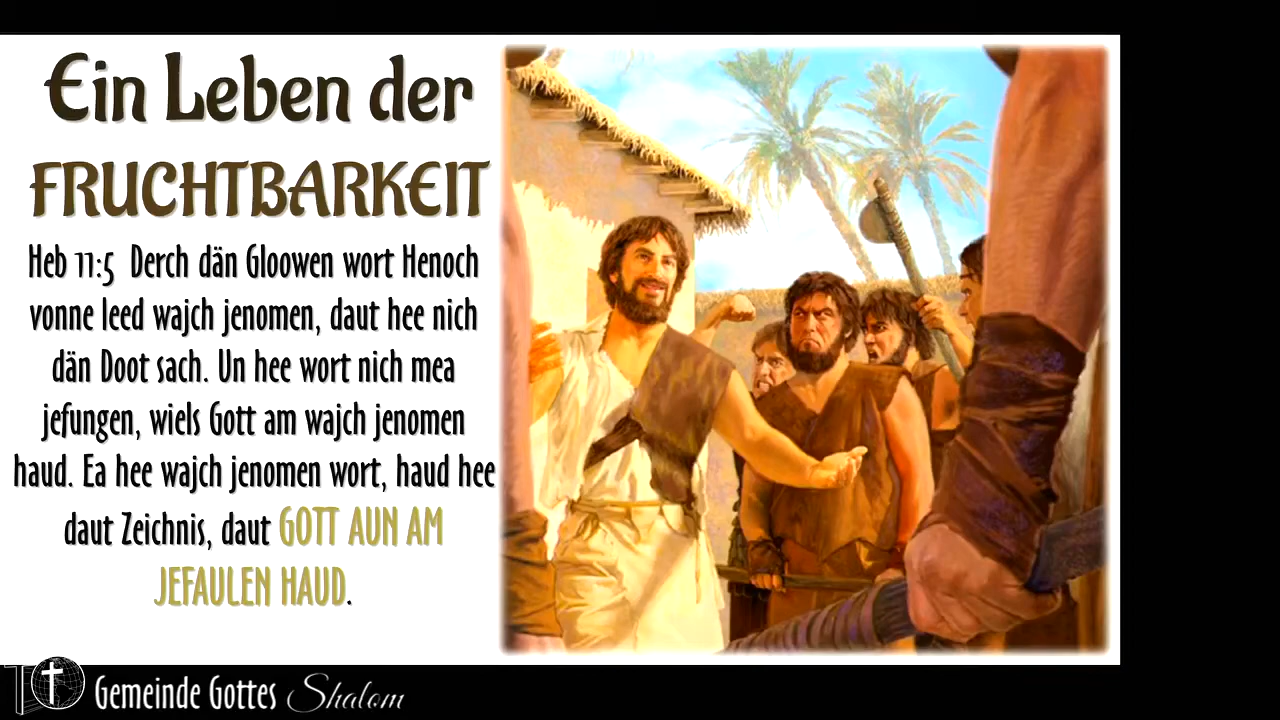 Ein Leben der
FRUCHTBARKEIT
Heb 11:5 Derch dän Gloowen wort Henoch
vonne leed wajch jenomen, daut hee nich
dän Doot sach. Un hee wort nich mea
jefungen, wiels Gott am wajch jenomen
haud. Ea hee wajch jenomen wort, haud hee
daut Zeichnis, daut GOTT AUN AM
JEFAULEN HAUD.
Gemeinde Gottes Shalom